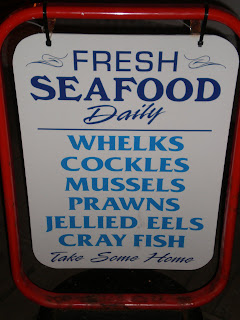 FRESH
SEAFOOD
Daily
WHELKS
COCKLES
MUSSELS
PRAWNS
JELLIED EELS
CRAY FISH
Take Some Home